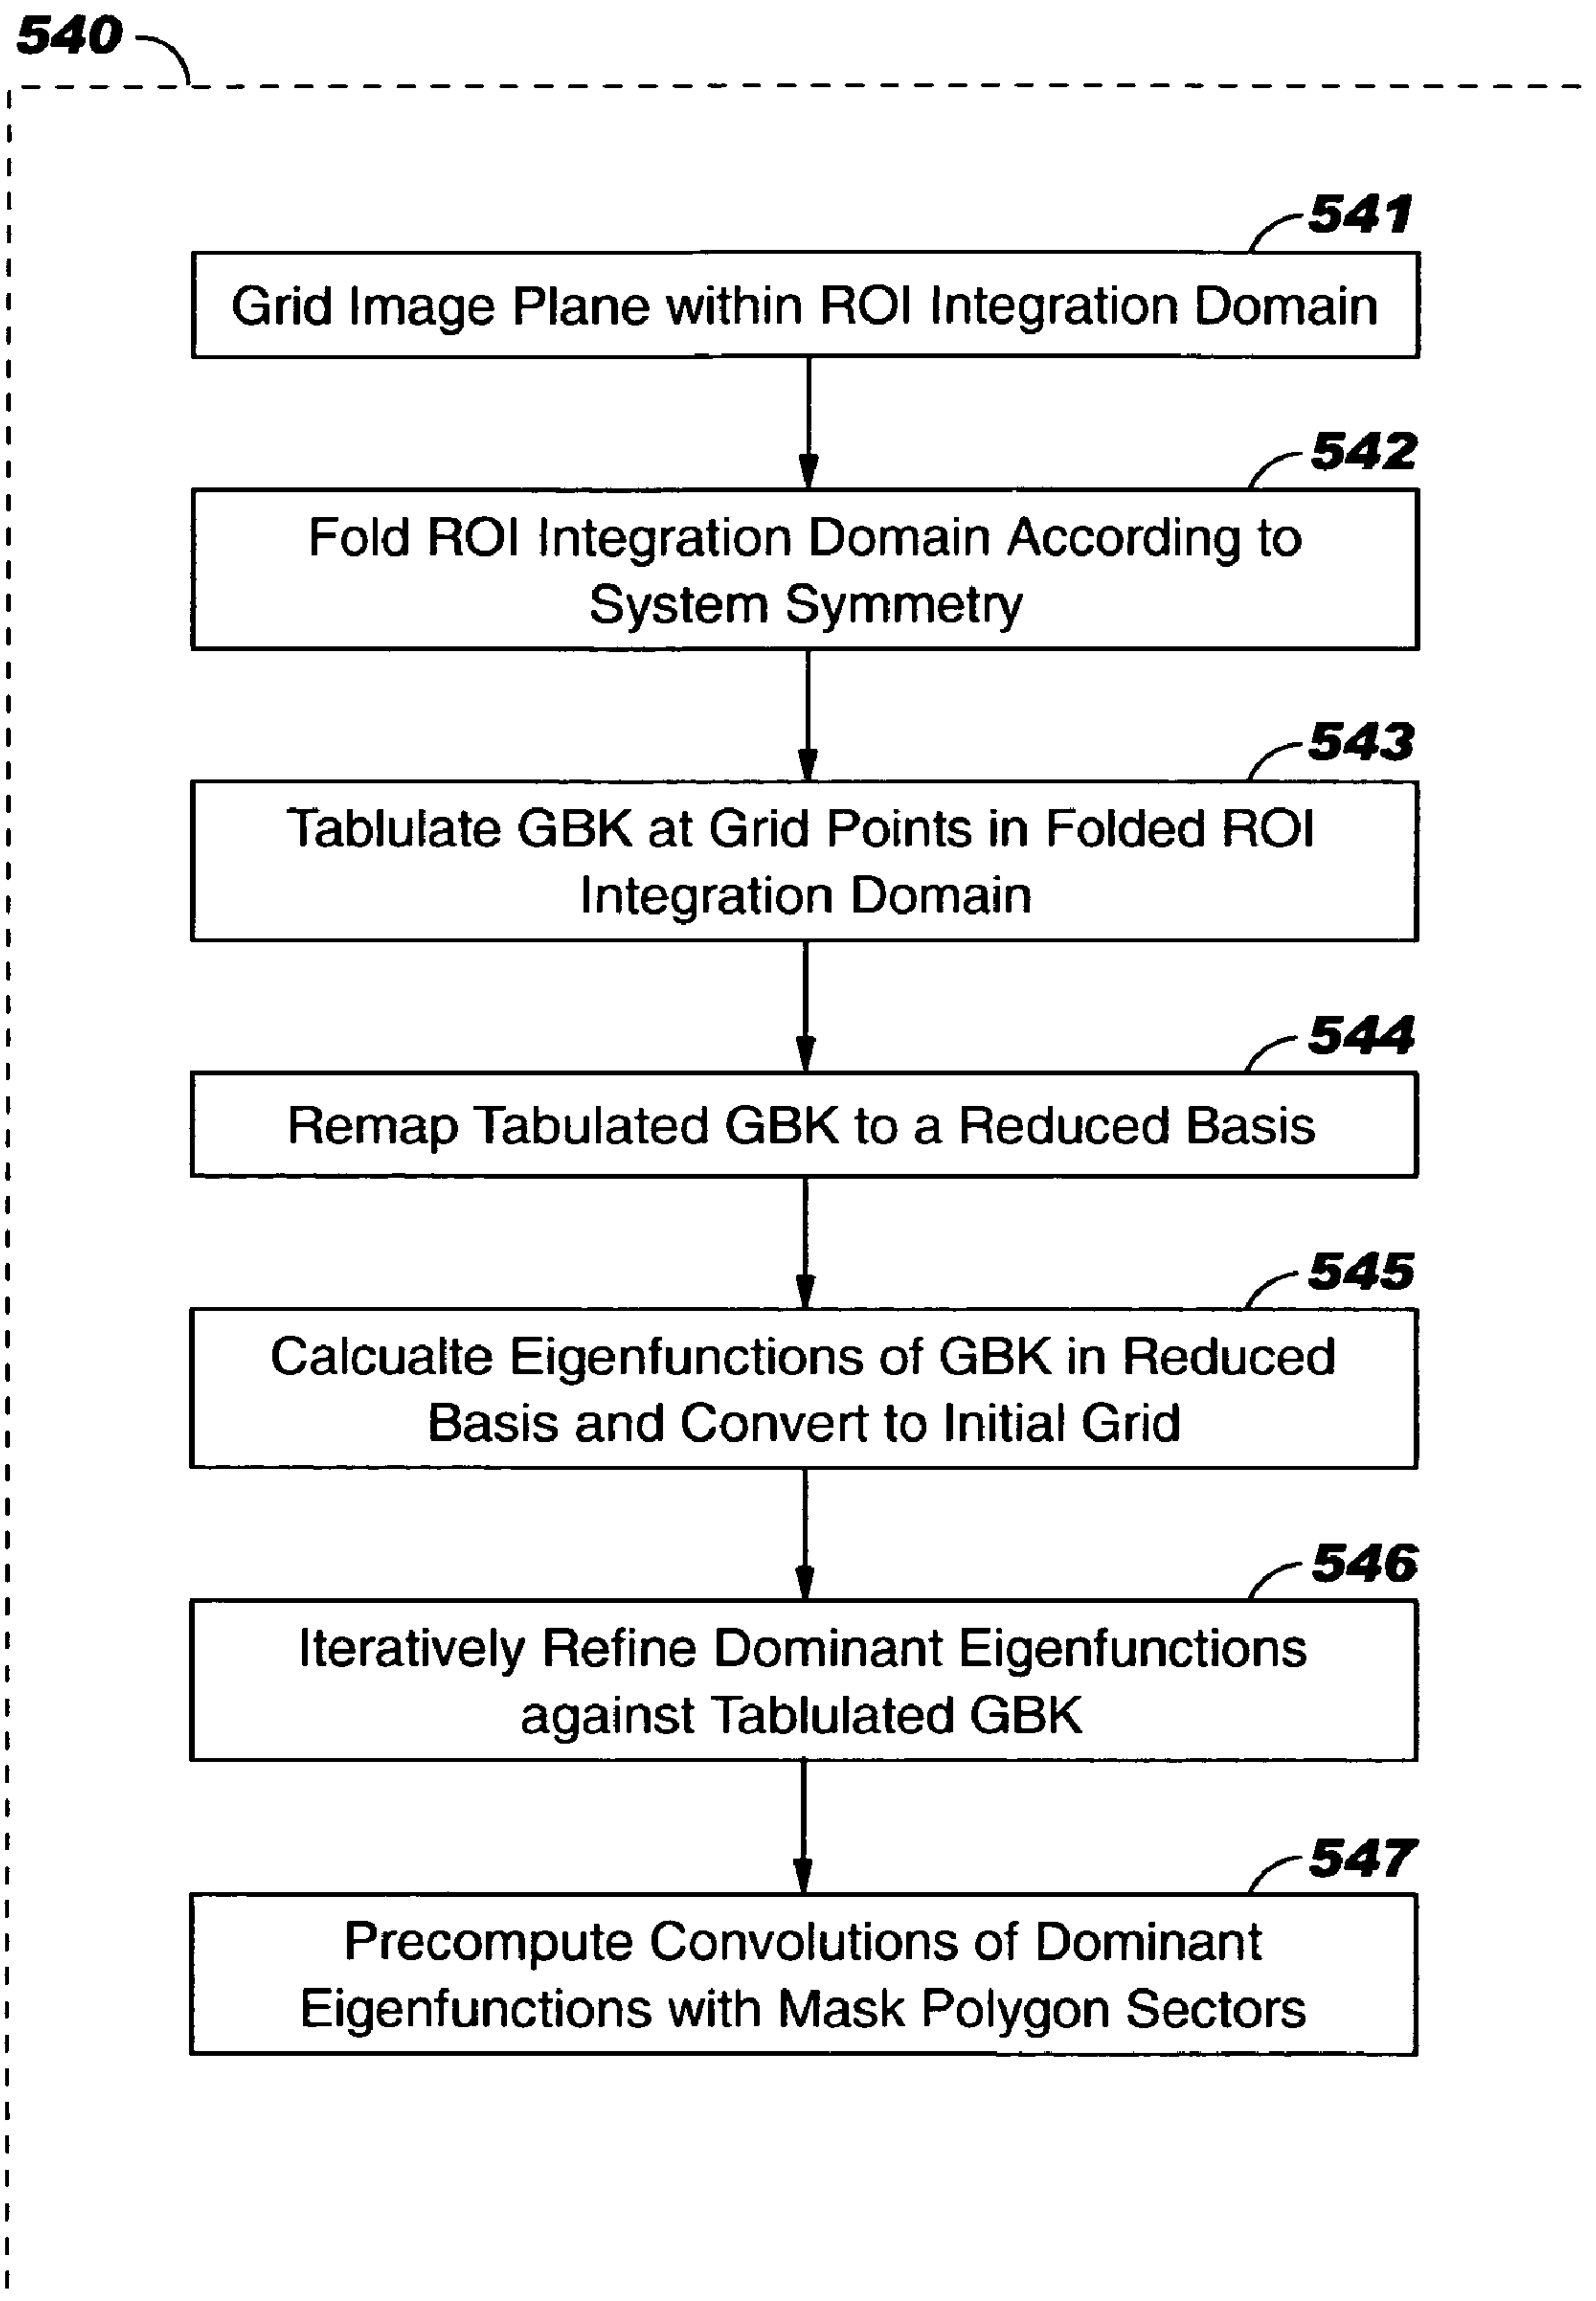 540
541
Grid Image Plane within ROI Integration Domain
542
Fold ROI Integration Domain According to
System Symmetry
543
Tablulate GBK at Grid Points in Folded ROI
Integration Domain
544
Remap Tabulated GBK to a Reduced Basis
545
Calcualte Eigenfunctions of GBK in Reduced
Basis and Convert to Initial Grid
546
Iteratively Refine Dominant Eigenfunctions
against Tablulated GBK
547
Precompute Convolutions of Dominant
Eigenfunctions with Mask Polygon Sectors